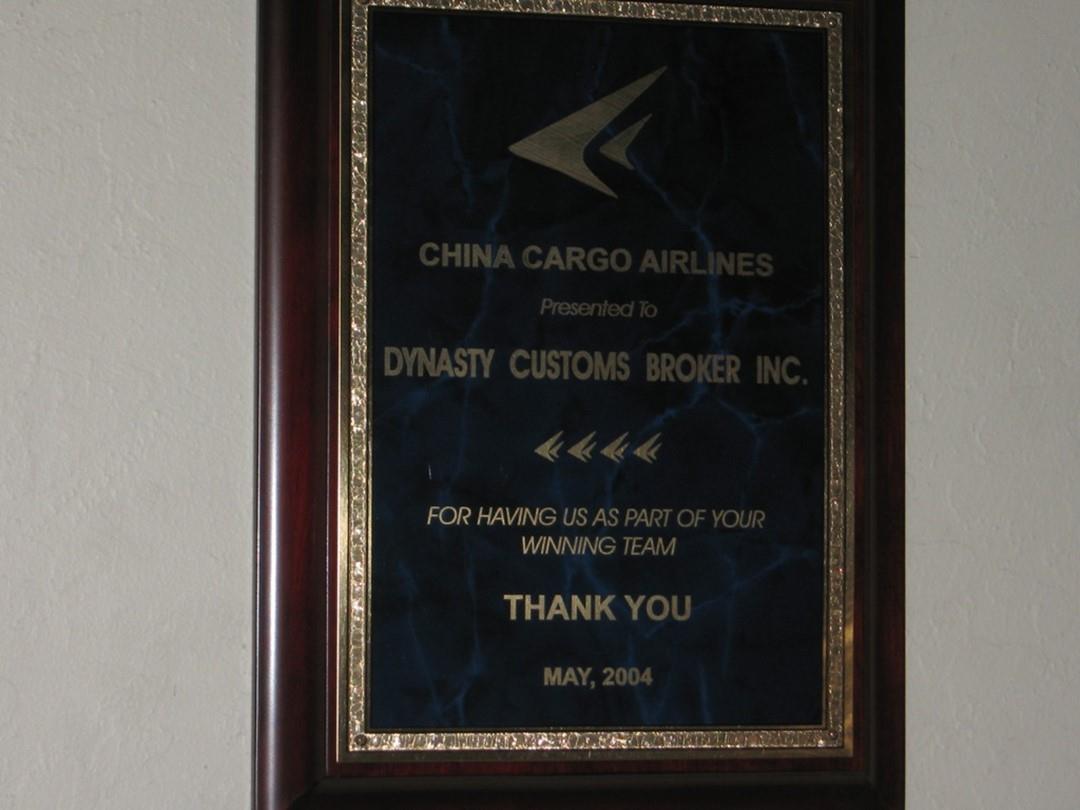 CHINA CARGO AIRLINES
Presented To
DYNASTY CUSTOMS BROKER INC.
FOR HAVING US AS PART OF YOUR
WINNING TEAM
THANK YOU
MAY, 2004